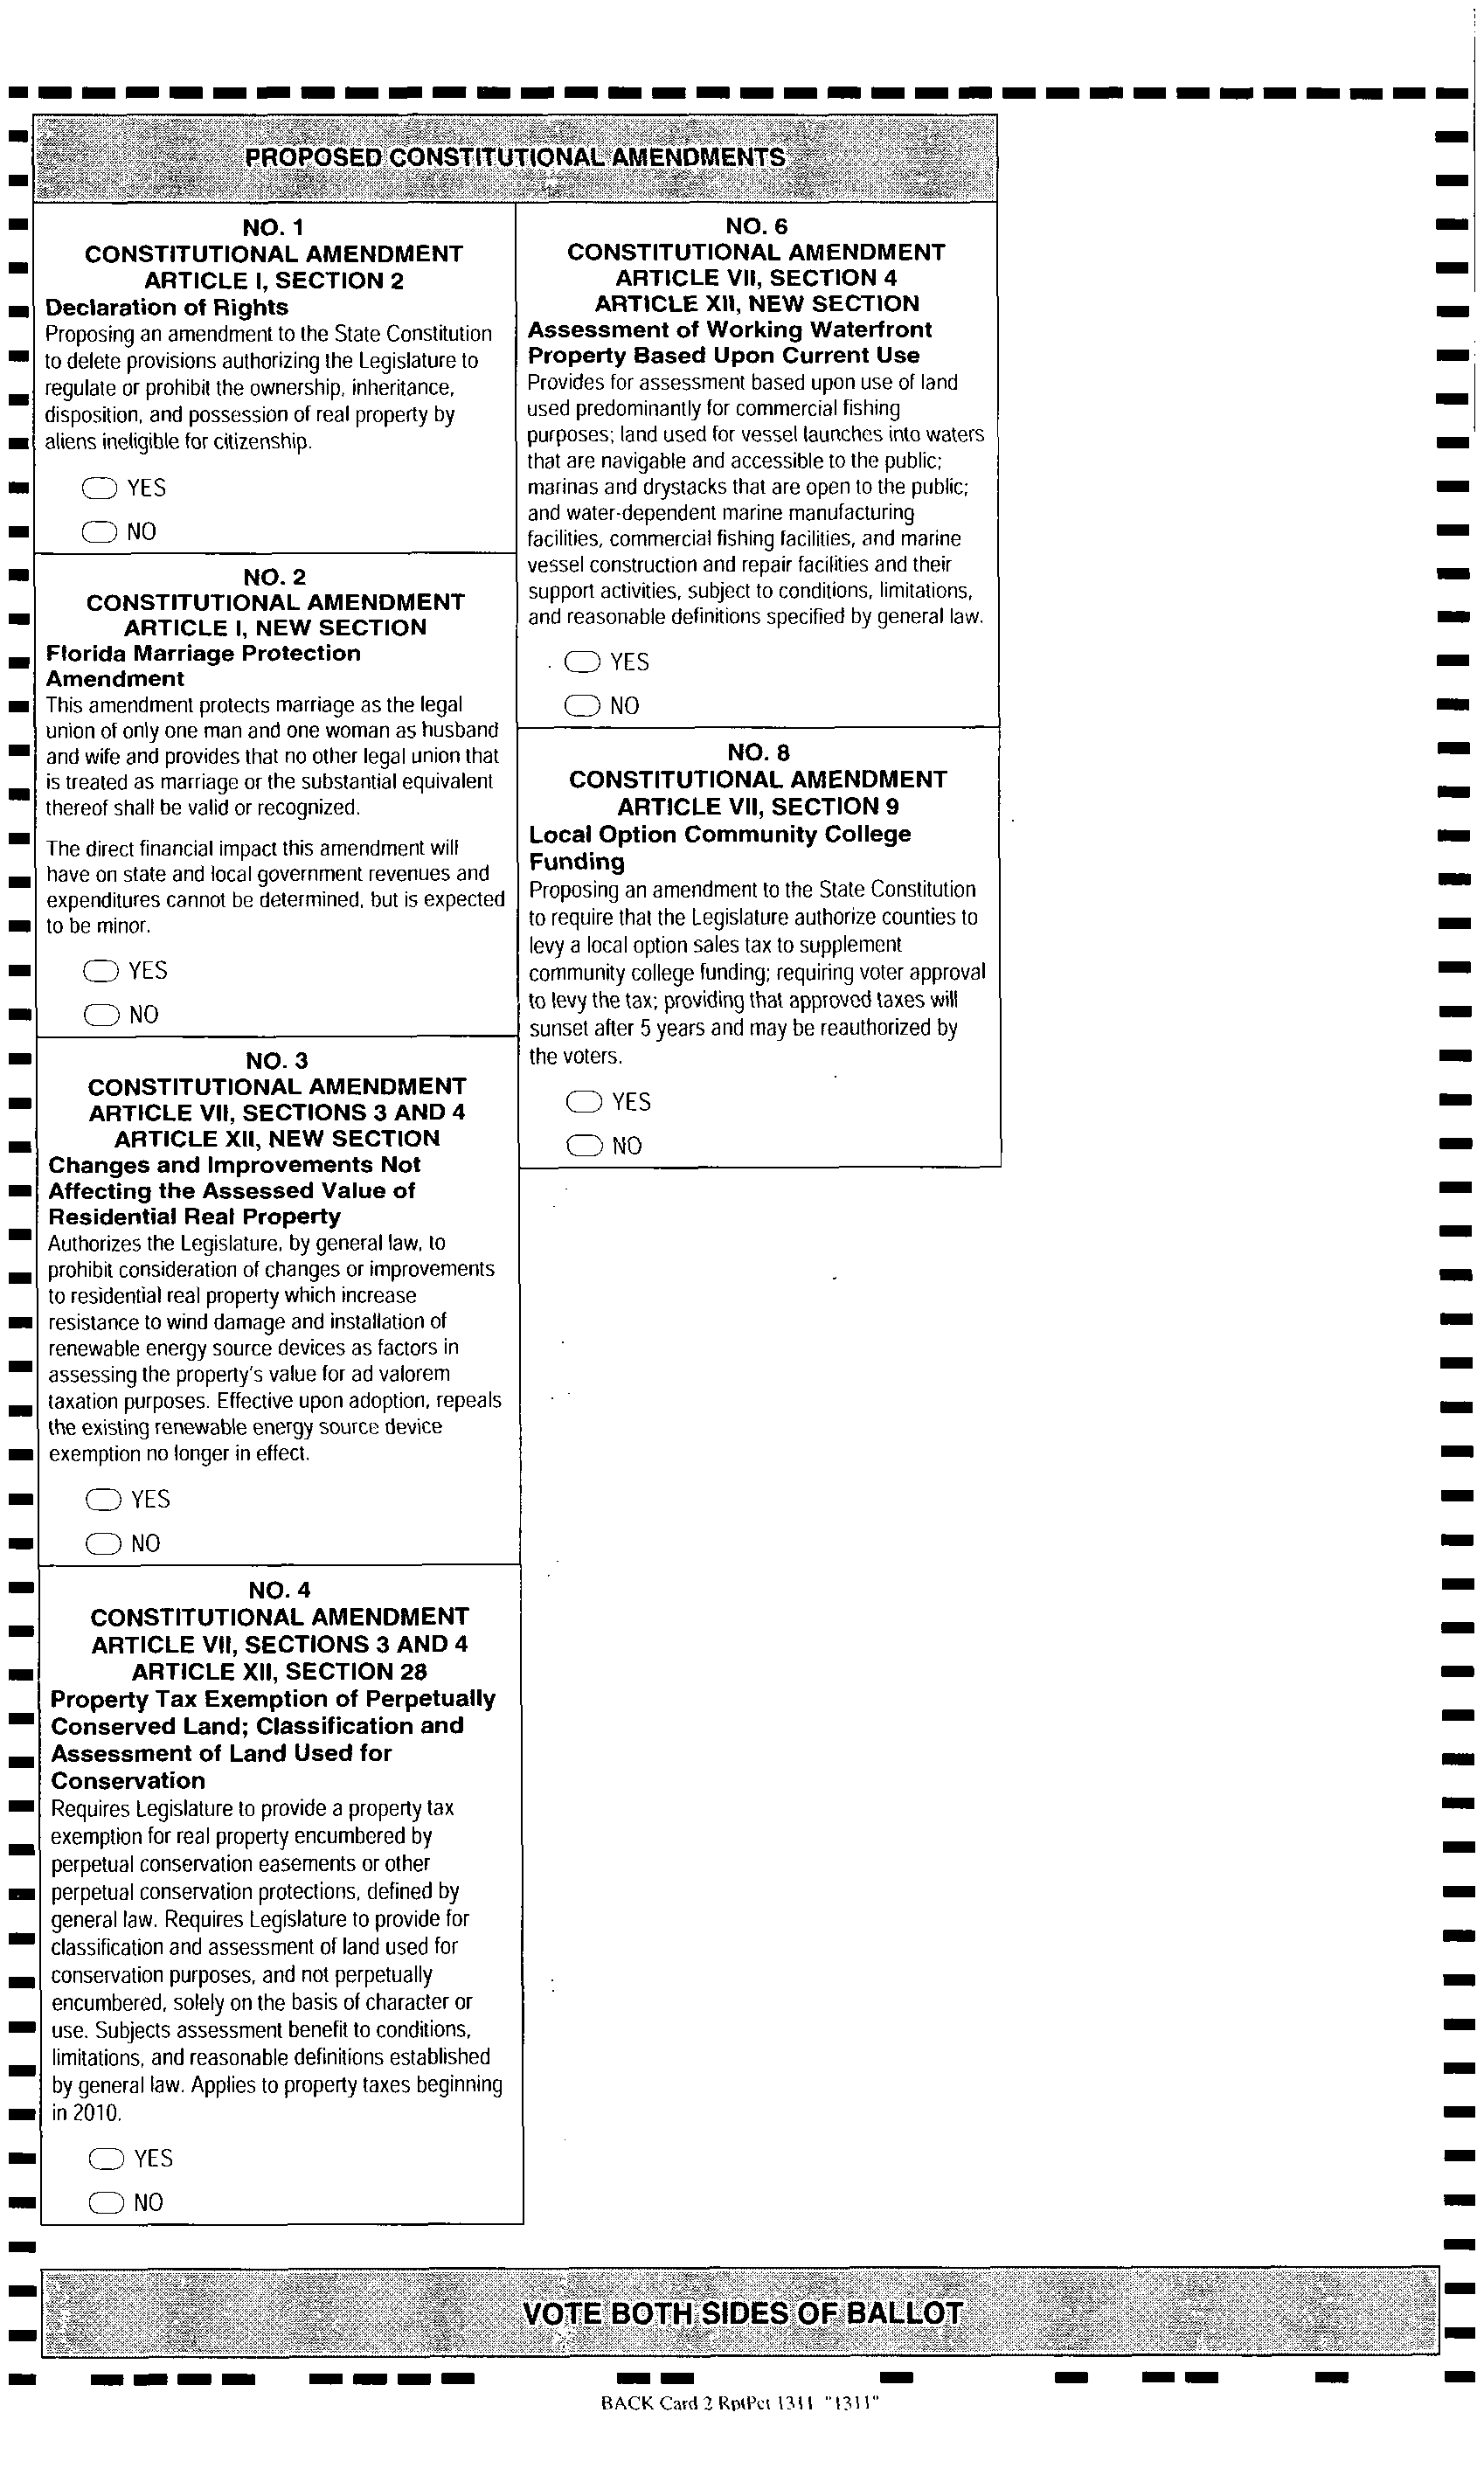 PROPOSED CONSTITUTIONAL AMENDMENTS
NO. 1
CONSTITUTIONAL AMENDMENT
ARTICLE I, SECTION 2
Declaration of Rights
Proposing an amendment to the State Constitution
to delete provisions authorizing the Legislature to
regulate or prohibit the ownership, inheritance,
disposition, and possession of real property by
aliens ineligible for citizenship.
YES
NO
NO. 2
CONSTITUTIONAL AMENDMENT
ARTICLE I, NEW SECTION
Florida Marriage Protection
Amendment
This amendment protects marriage as the legal
union of only one man and one woman as husband
and wife and provides that no other legal union that
is treated as marriage or the substantial equivalent
thereof shall be valid or recognized.
The direct financial impact this amendment will
have on state and local government revenues and
expenditures cannot be determined, but is expected
to be minor.
YES
NO
NO. 3
CONSTITUTIONAL AMENDMENT
ARTICLE VII, SECTIONS 3 AND 4
ARTICLE XII, NEW SECTION
Changes and Improvements Not
Affecting the Assessed Value of
Residential Real Property
Authorizes the Legislature, by general law, to
prohibit consideration of changes or improvements
to residential real property which increase
resistance to wind damage and installation of
renewable energy source devices as factors in
assessing the property's value for ad valorem
taxation purposes. Effective upon adoption, repeals
the existing renewable energy source device
exemption no longer in effect.
YES
NO
NO. 4
CONSTITUTIONAL AMENDMENT
ARTICLE VII, SECTIONS 3 AND 4
ARTICLE XII, SECTION 28
Property Tax Exemption of Perpetually
Conserved Land; Classification and
Assessment of Land Used for
Conservation
Requires Legislature to provide a property tax
exemption for real property encumbered by
perpetual conservation easements or other
perpetual conservation protections, defined by
general law. Requires Legislature to provide for
classification and assessment of land used for
conservation purposes, and not perpetually
encumbered, solely on the basis of character or
use. Subjects assessment benefit to conditions,
limitations, and reasonable definitions established
by general law. Applies to property taxes beginning
in 2010.
YES
NO
NO. 6
CONSTITUTIONAL AMENDMENT
ARTICLE VII, SECTION 4
ARTICLE XII, NEW SECTION
Assessment of Working Waterfront
Property Based Upon Current Use
Provides for assessment based upon use of land
used predominantly for commercial fishing
purposes; land used for vessel launches into waters
that are navigable and accessible to the public;
marinas and drystacks that are open to the public;
and water-dependent marine manufacturing
facilities, commercial fishing facilities, and marine
vessel construction and repair facilities and their
support activities, subject to conditions, limitations,
and reasonable definitions specified by general law.
YES
NO
NO. 8
CONSTITUTIONAL AMENDMENT
ARTICLE VII, SECTION 9
Local Option Community College
Funding
Proposing an amendment to the State Constitution
to require that the Legislature authorize counties to
levy a local option sales tax to supplement
community college funding; requiring voter approval
to levy the tax; providing that approved taxes will
sunset after 5 years and may be reauthorized by
the voters.
YES
NO
VOTE BOTH SIDES OF BALLOT
BACK Card 2 RptPct 1311 "1311"